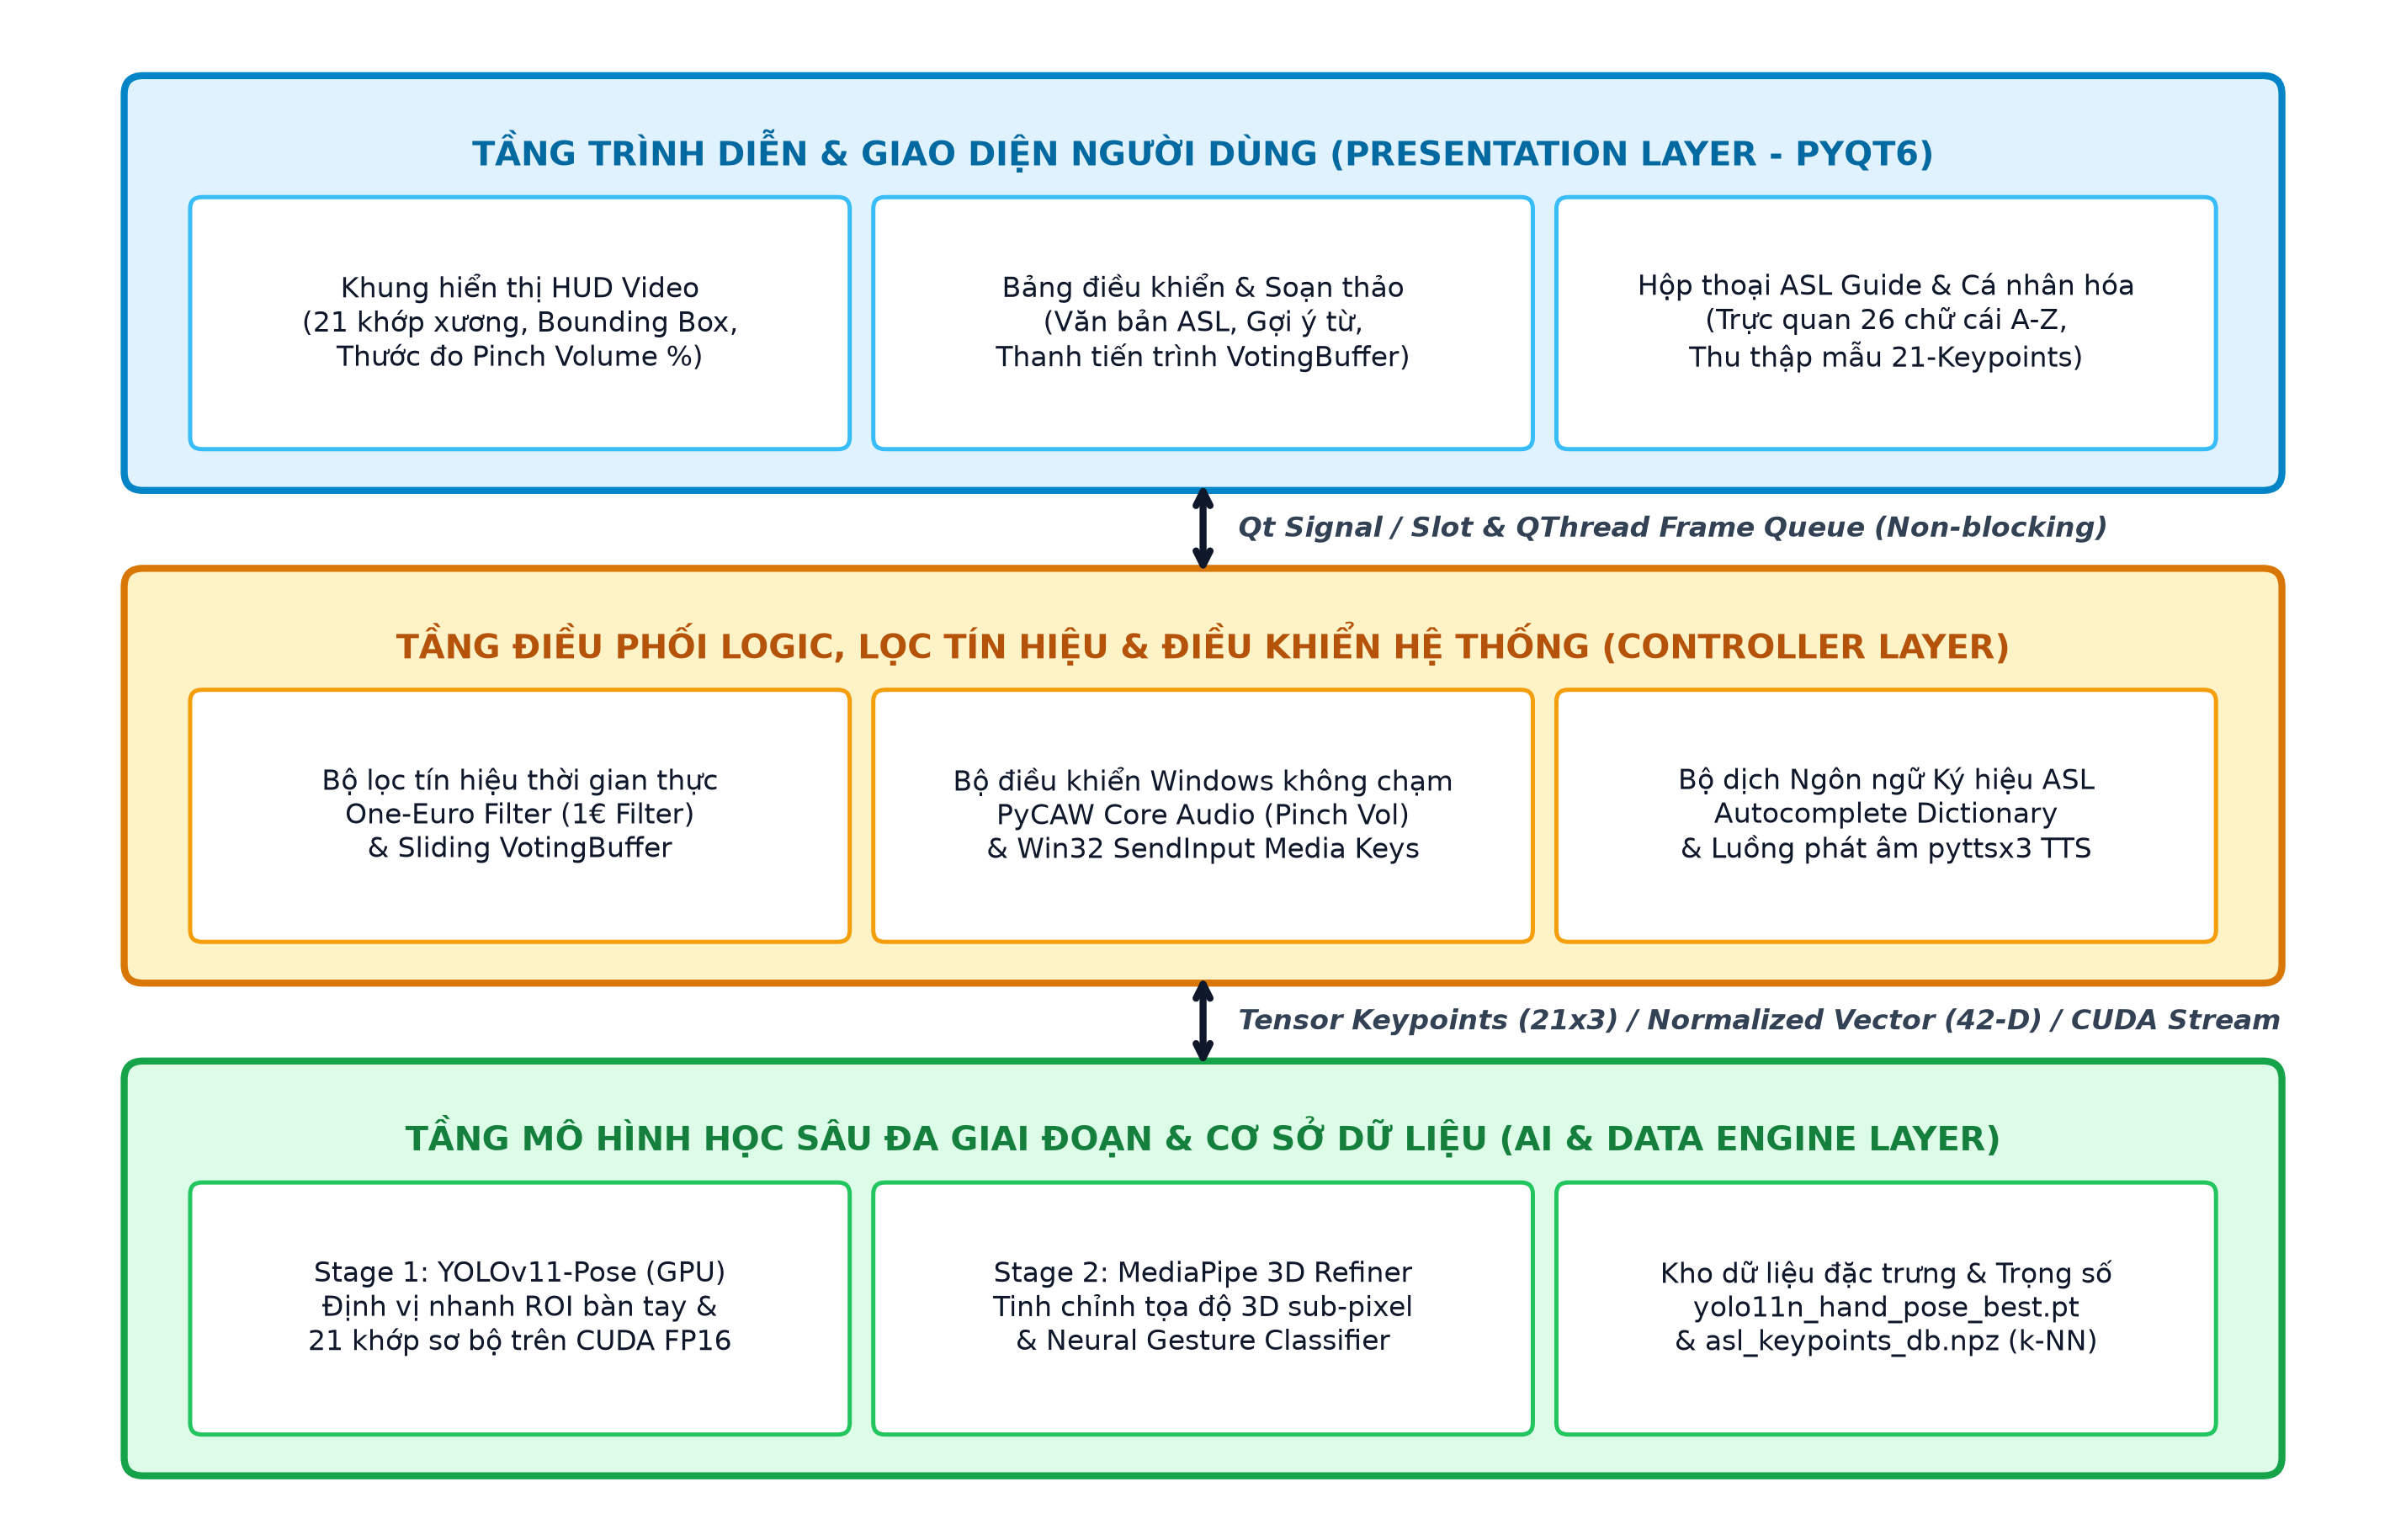 TẦNG TRÌNH DIỄN & GIAO DIỆN NGƯỜI DÙNG (PRESENTATION LAYER - PYQT6)
Khung hiển thị HUD Video
(21 khớp xương, Bounding Box,
Thước đo Pinch Volume %)
Bảng điều khiển & Soạn thảo
(Văn bản ASL, Gợi ý từ,
Thanh tiến trình VotingBuffer)
Hộp thoại ASL Guide & Cá nhân hóa
(Trực quan 26 chữ cái A-Z,
Thu thập mẫu 21-Keypoints)
Qt Signal / Slot & QThread Frame Queue (Non-blocking)
TẦNG ĐIỀU PHỐI LOGIC, LỌC TÍN HIỆU & ĐIỀU KHIỂN HỆ THỐNG (CONTROLLER LAYER)
Bộ lọc tín hiệu thời gian thực
One-Euro Filter (1€ Filter)
& Sliding VotingBuffer
Bộ điều khiển Windows không chạm
PyCAW Core Audio (Pinch Vol)
& Win32 SendInput Media Keys
Bộ dịch Ngôn ngữ Ký hiệu ASL
Autocomplete Dictionary
& Luồng phát âm pyttsx3 TTS
Tensor Keypoints (21x3) / Normalized Vector (42-D) / CUDA Stream
TẦNG MÔ HÌNH HỌC SÂU ĐA GIAI ĐOẠN & CƠ SỞ DỮ LIỆU (AI & DATA ENGINE LAYER)
Stage 1: YOLOv11-Pose (GPU)
Định vị nhanh ROI bàn tay &
21 khớp sơ bộ trên CUDA FP16
Stage 2: MediaPipe 3D Refiner
Tinh chỉnh tọa độ 3D sub-pixel
& Neural Gesture Classifier
Kho dữ liệu đặc trưng & Trọng số
yolo11n_hand_pose_best.pt
& asl_keypoints_db.npz (k-NN)